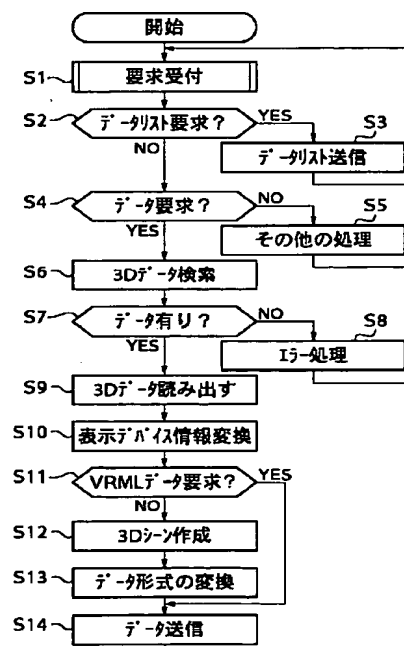 開始
S1 要求受付
S2 データリスト要求? YES
NO
S3
データリスト送信
S4 データ要求? NO
YES
S5
その他の処理
S6 3Dデータ検索
S7 データ有り? NO
YES
S8
エラー処理
S9 3Dデータ読み出す
S10 表示デバイス情報変換
S11 VRMLデータ要求? YES
NO
S12 3Dシーン作成
S13 データ形式の変換
S14 データ送信